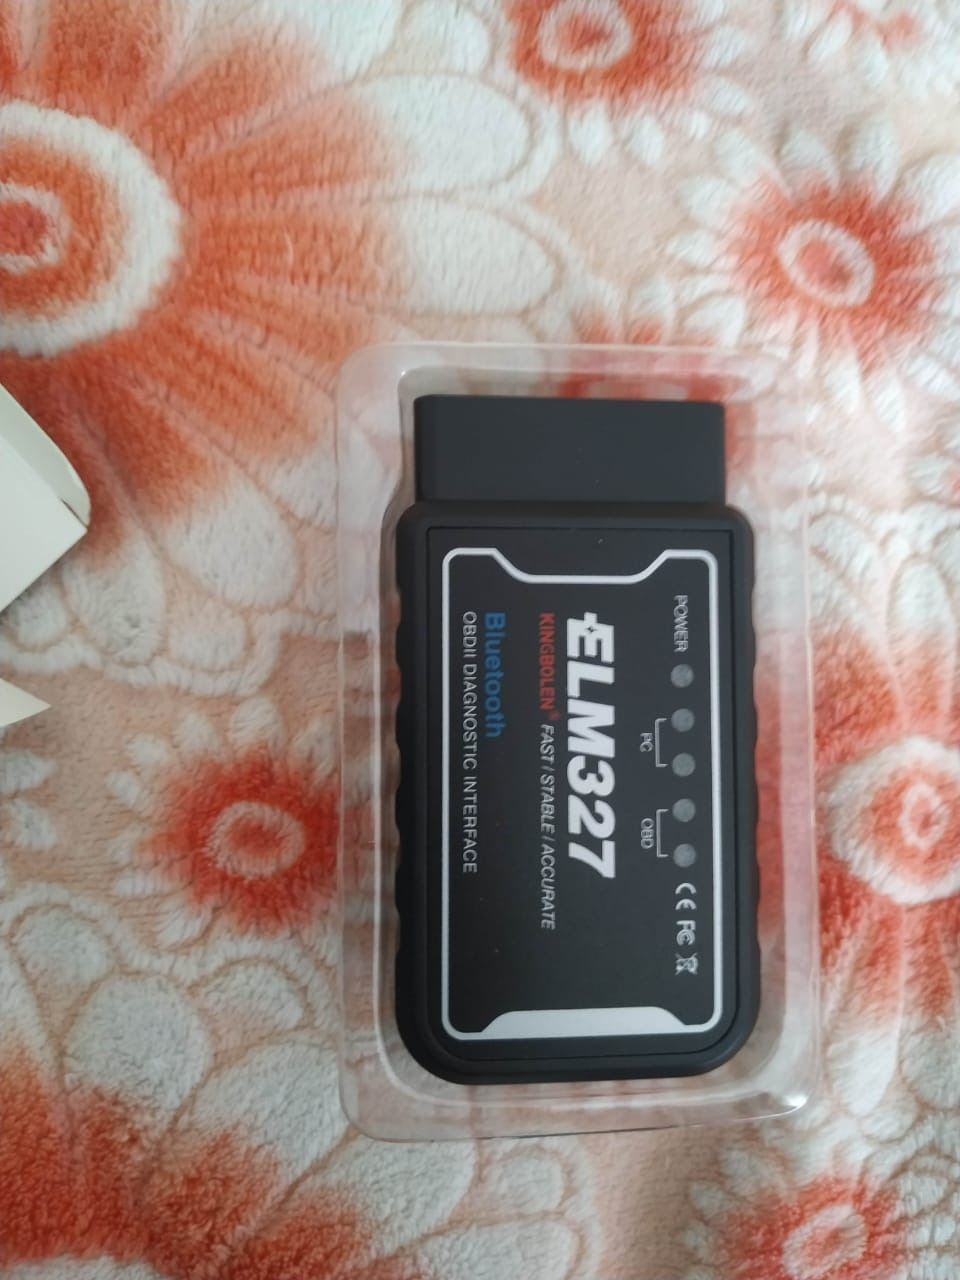 POWER
PC
OBD
CE FC
ELM327
KINGBOLEN® FAST / STABLE / ACCURATE
Bluetooth
OBDII DIAGNOSTIC INTERFACE